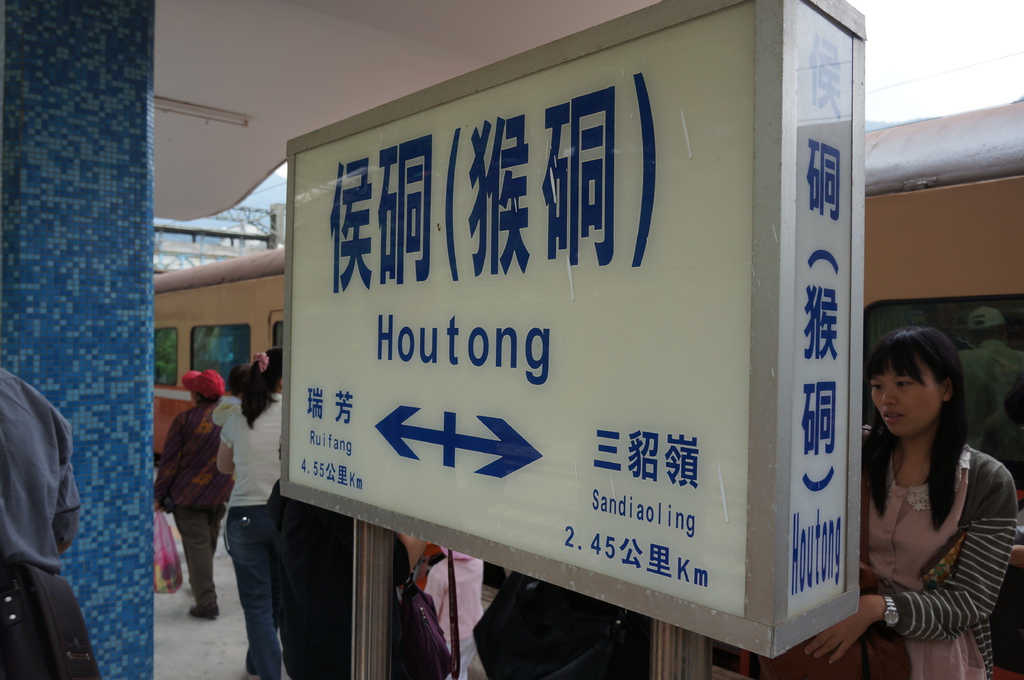 侯硐(猴硐)
Houtong
瑞芳
Ruifang
4.55公里Km
三貂嶺
Sandiaoling
2.45公里Km
侯硐(猴硐)
Houtong